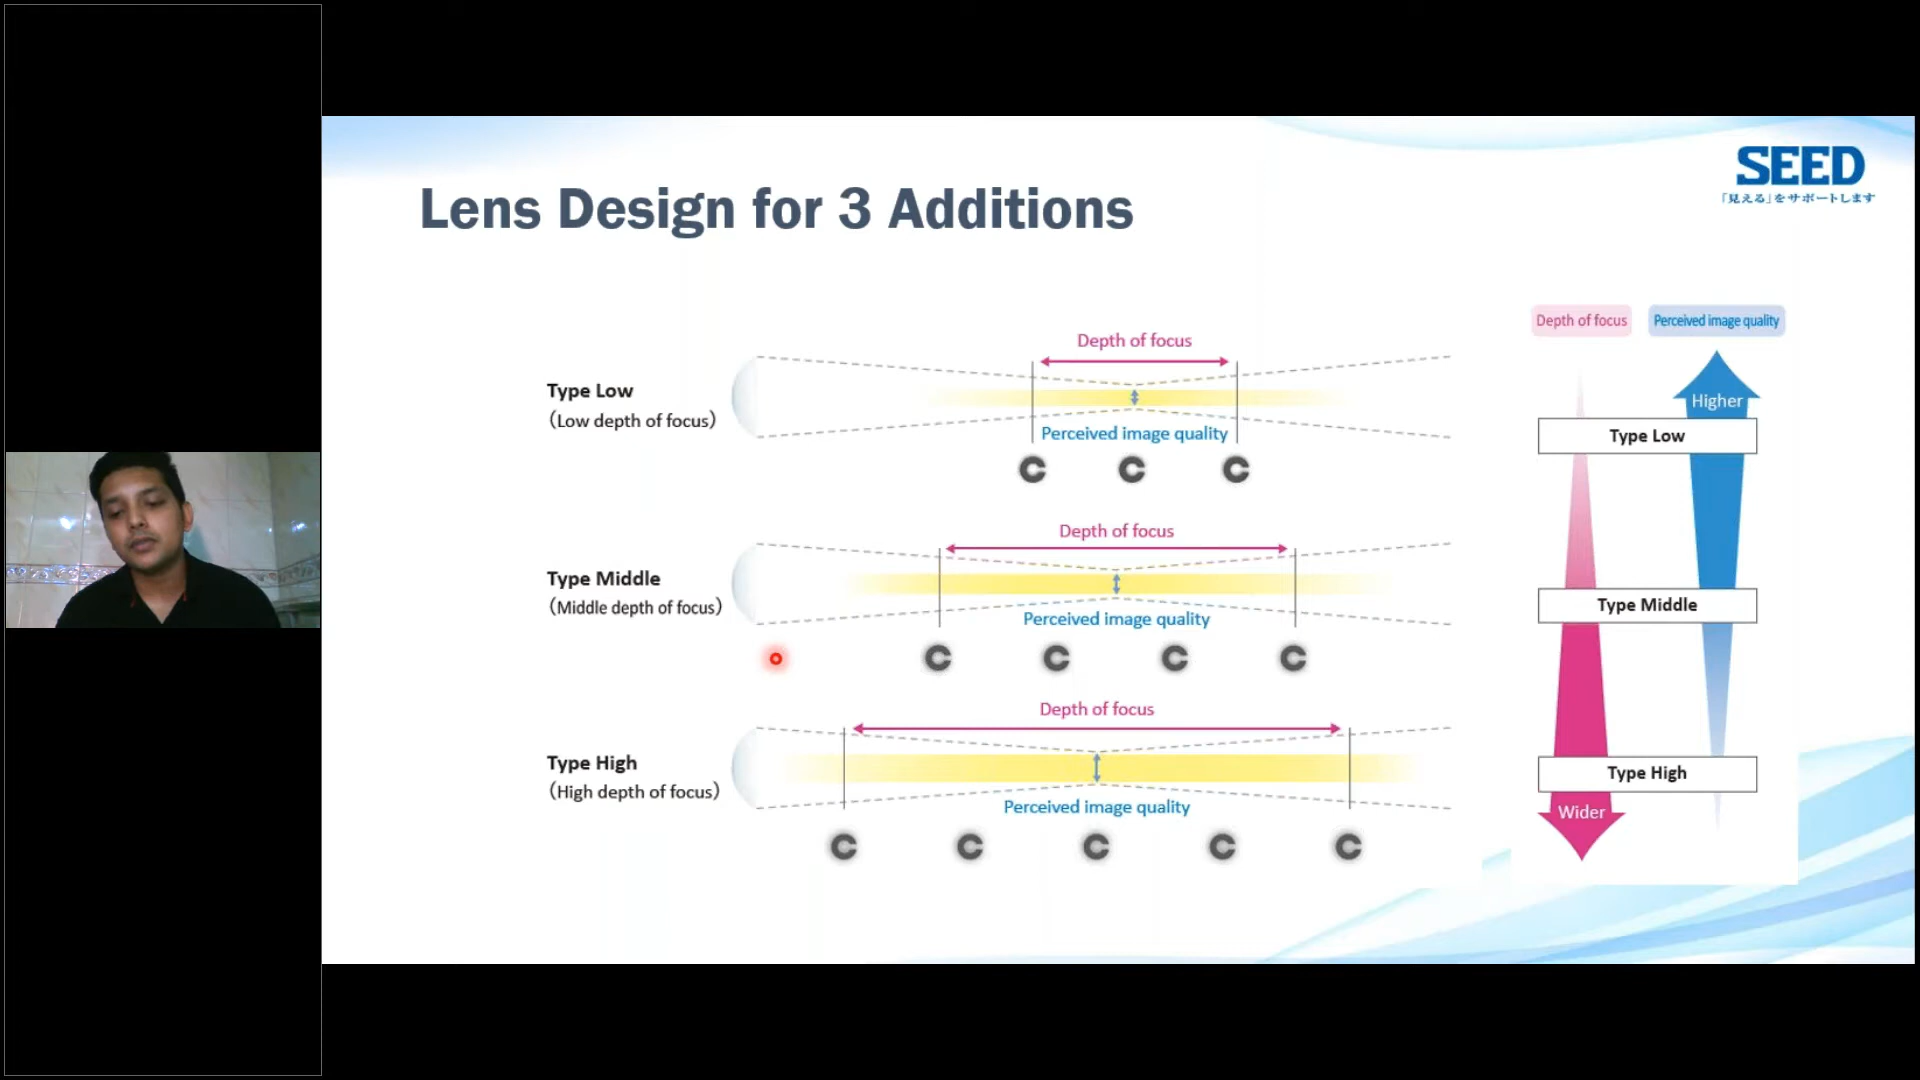 SEED
「見える」をサポートします
Lens Design for 3 Additions
Depth of focus
Type Low
（Low depth of focus）
Perceived image quality
C C C
Depth of focus
Type Middle
（Middle depth of focus）
Perceived image quality
C C C C
Depth of focus
Type High
（High depth of focus）
Perceived image quality
C C C C C
Depth of focus Perceived image quality
Higher
Type Low
Type Middle
Type High
Wider